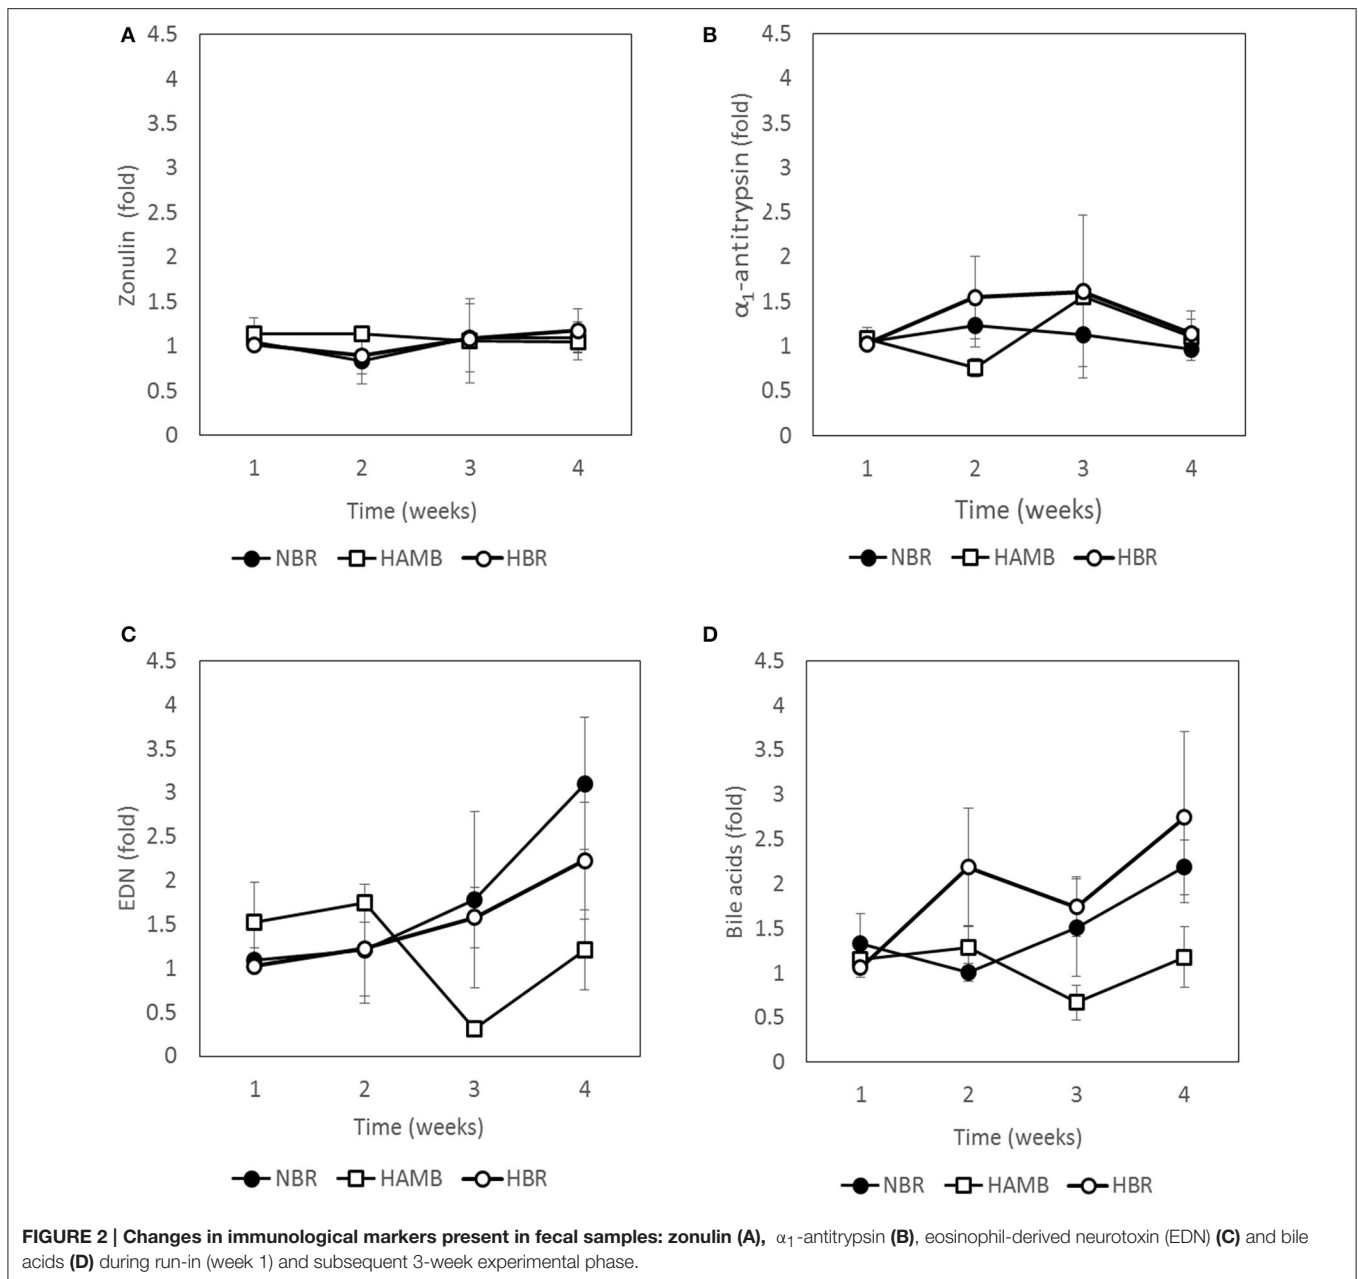 A
4.5
4
3.5
3
2.5
2
1.5
1
0.5
0
Zonulin (fold)
1 2 3 4
Time (weeks)
NBR HAMB HBR
B
4.5
4
3.5
3
2.5
2
1.5
1
0.5
0
α1-antitrypsin (fold)
1 2 3 4
Time (weeks)
NBR HAMB HBR
C
4.5
4
3.5
3
2.5
2
1.5
1
0.5
0
EDN (fold)
1 2 3 4
Time (weeks)
NBR HAMB HBR
D
4.5
4
3.5
3
2.5
2
1.5
1
0.5
0
Bile acids (fold)
1 2 3 4
Time (weeks)
NBR HAMB HBR
FIGURE 2 | Changes in immunological markers present in fecal samples: zonulin (A), α1-antitrypsin (B), eosinophil-derived neurotoxin (EDN) (C) and bile
acids (D) during run-in (week 1) and subsequent 3-week experimental phase.